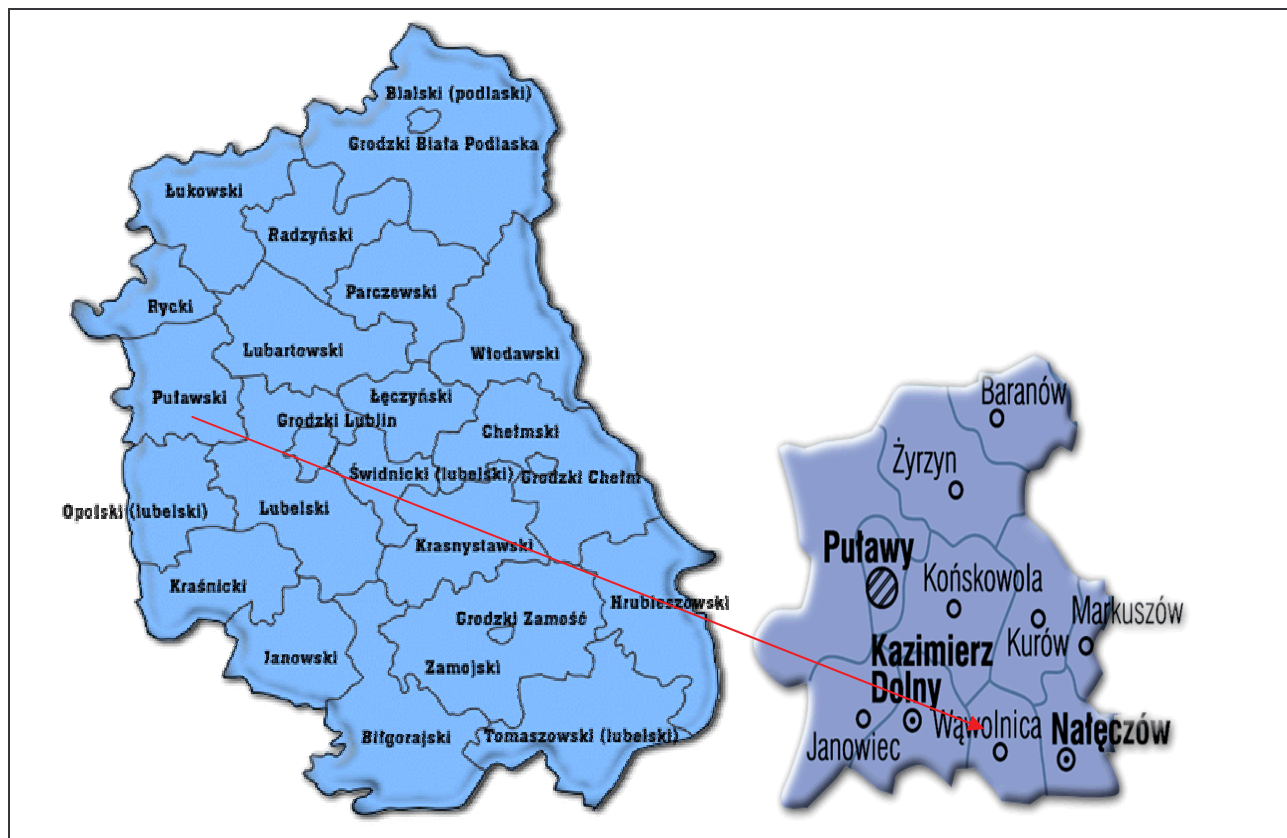 Bialski (podlaski)
Grodzki Biała Podlaska
Łukowski
Radzyński
Parczewski
Rycki
Lubartowski
Włodawski
Puławski
Łęczyński
Grodzki Lublin
Chełmski
Świdnicki (lubelski)
Grodzki Chełm
Opolski (lubelski)
Lubelski
Krasnystawski
Kraśnicki
Hrubieszowski
Grodzki Zamość
Janowski
Zamojski
Biłgorajski
Tomaszowski (lubelski)
Baranów
Żyrzyn
Puławy
Końskowola
Markuszów
Kurów
Kazimierz
Dolny
Janowiec
Wąwolnica
Nałęczów